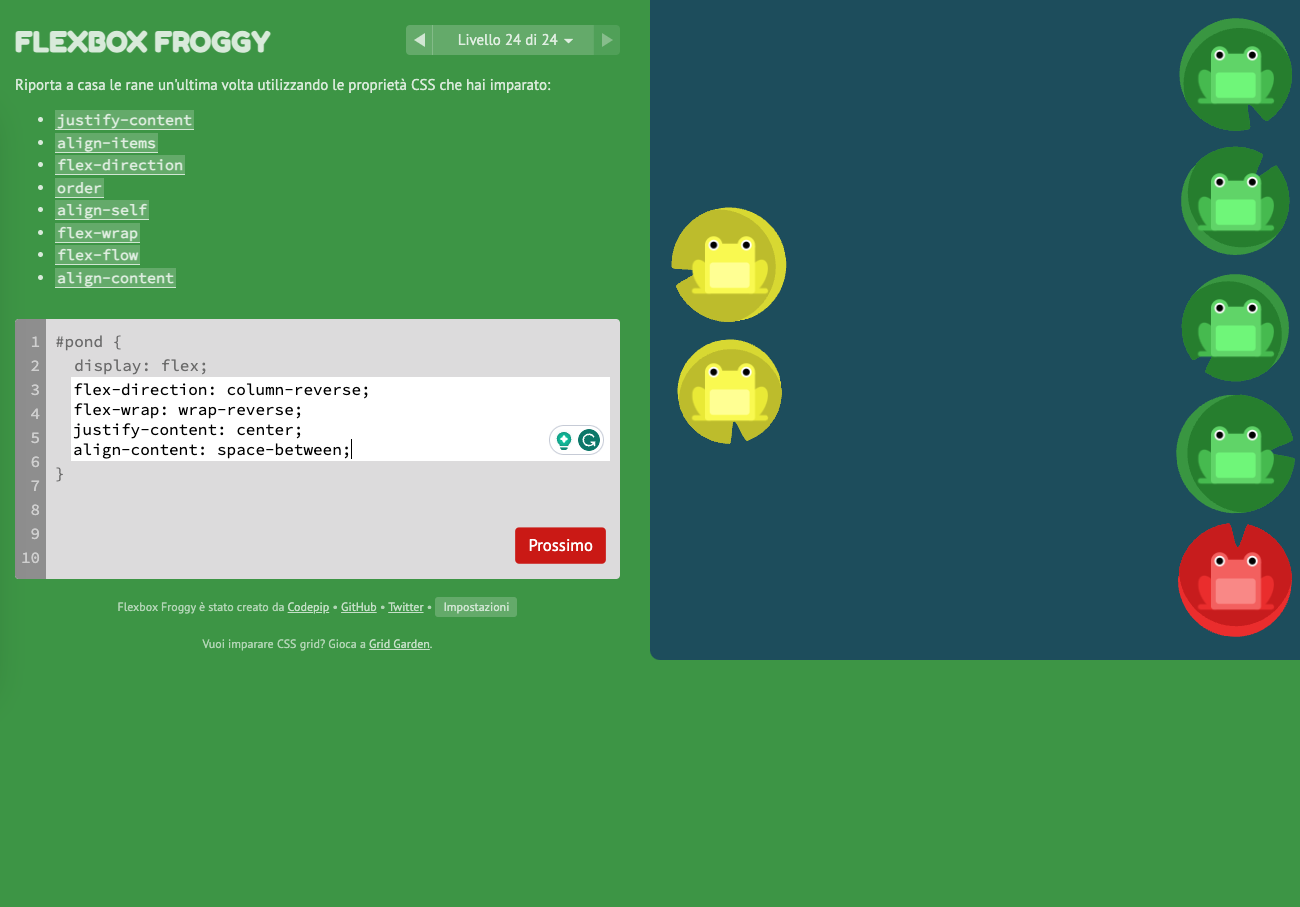 FLEXBOX FROGGY
Livello 24 di 24
Riporta a casa le rane un'ultima volta utilizzando le proprietà CSS che hai imparato:
• justify-content
• align-items
• flex-direction
• order
• align-self
• flex-wrap
• flex-flow
• align-content
1 #pond {
2 display: flex;
3 flex-direction: column-reverse;
4 flex-wrap: wrap-reverse;
5 justify-content: center;
6 align-content: space-between;
7 }
8
9
10
Prossimo
Flexbox Froggy è stato creato da Codepip • GitHub • Twitter • Impostazioni
Vuoi imparare CSS grid? Gioca a Grid Garden.